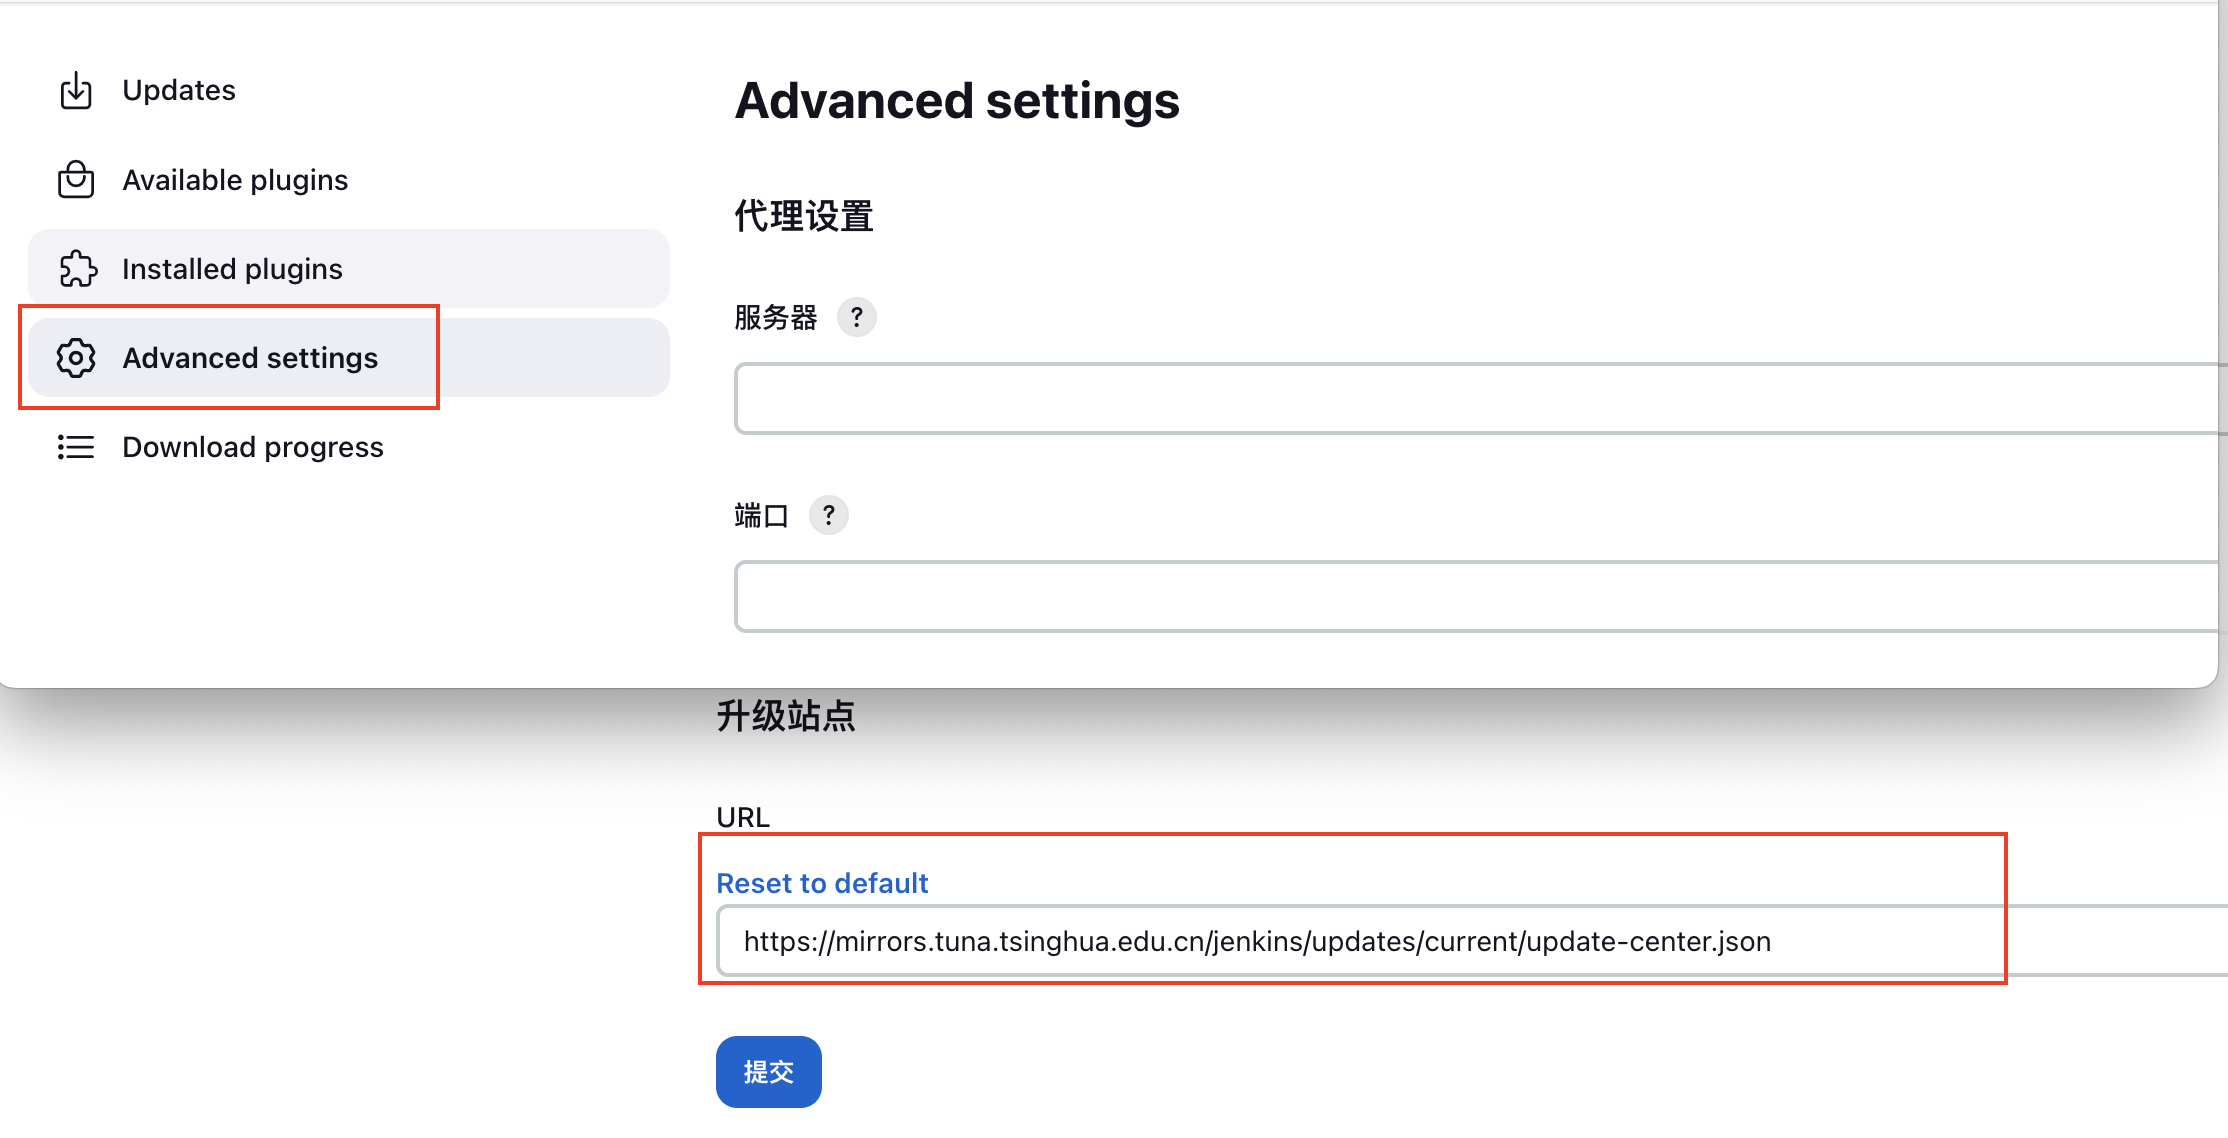 Updates
Available plugins
Installed plugins
Advanced settings
Download progress
Advanced settings
代理设置
服务器 ?
端口 ?
升级站点
URL
Reset to default
https://mirrors.tuna.tsinghua.edu.cn/jenkins/updates/current/update-center.json
提交